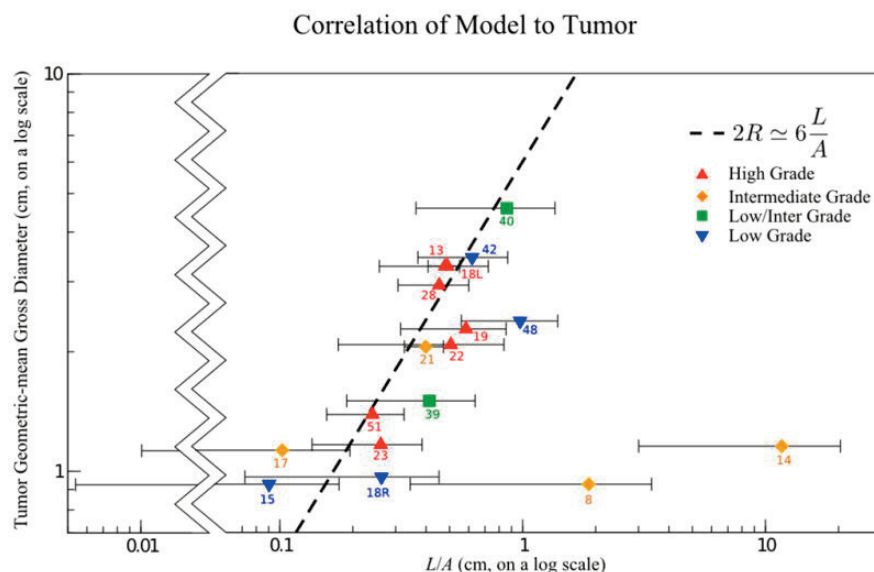 Correlation of Model to Tumor
Tumor Geometric-mean Gross Diameter (cm, on a log scale)
10
1
2R ≃ 6 L/A
High Grade
Intermediate Grade
Low/Inter Grade
Low Grade
40
13
42
18L
28
19
48
21
22
39
51
23
17
14
15
18R
8
0.01
0.1
1
10
L/A (cm, on a log scale)